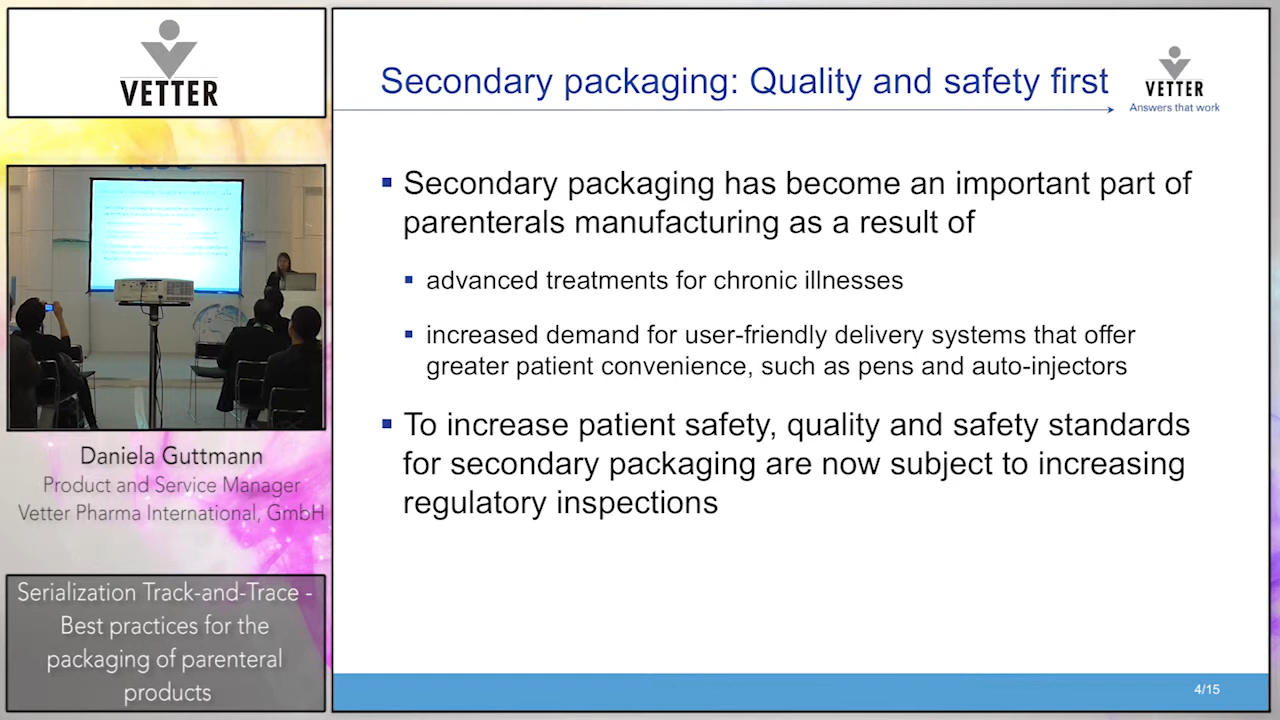 VETTER
Daniela Guttmann
Product and Service Manager
Vetter Pharma International, GmbH
Serialization Track-and-Trace -
Best practices for the
packaging of parenteral
products
Secondary packaging: Quality and safety first
VETTER
Answers that work
Secondary packaging has become an important part of
parenterals manufacturing as a result of
advanced treatments for chronic illnesses
increased demand for user-friendly delivery systems that offer
greater patient convenience, such as pens and auto-injectors
To increase patient safety, quality and safety standards
for secondary packaging are now subject to increasing
regulatory inspections
4/15